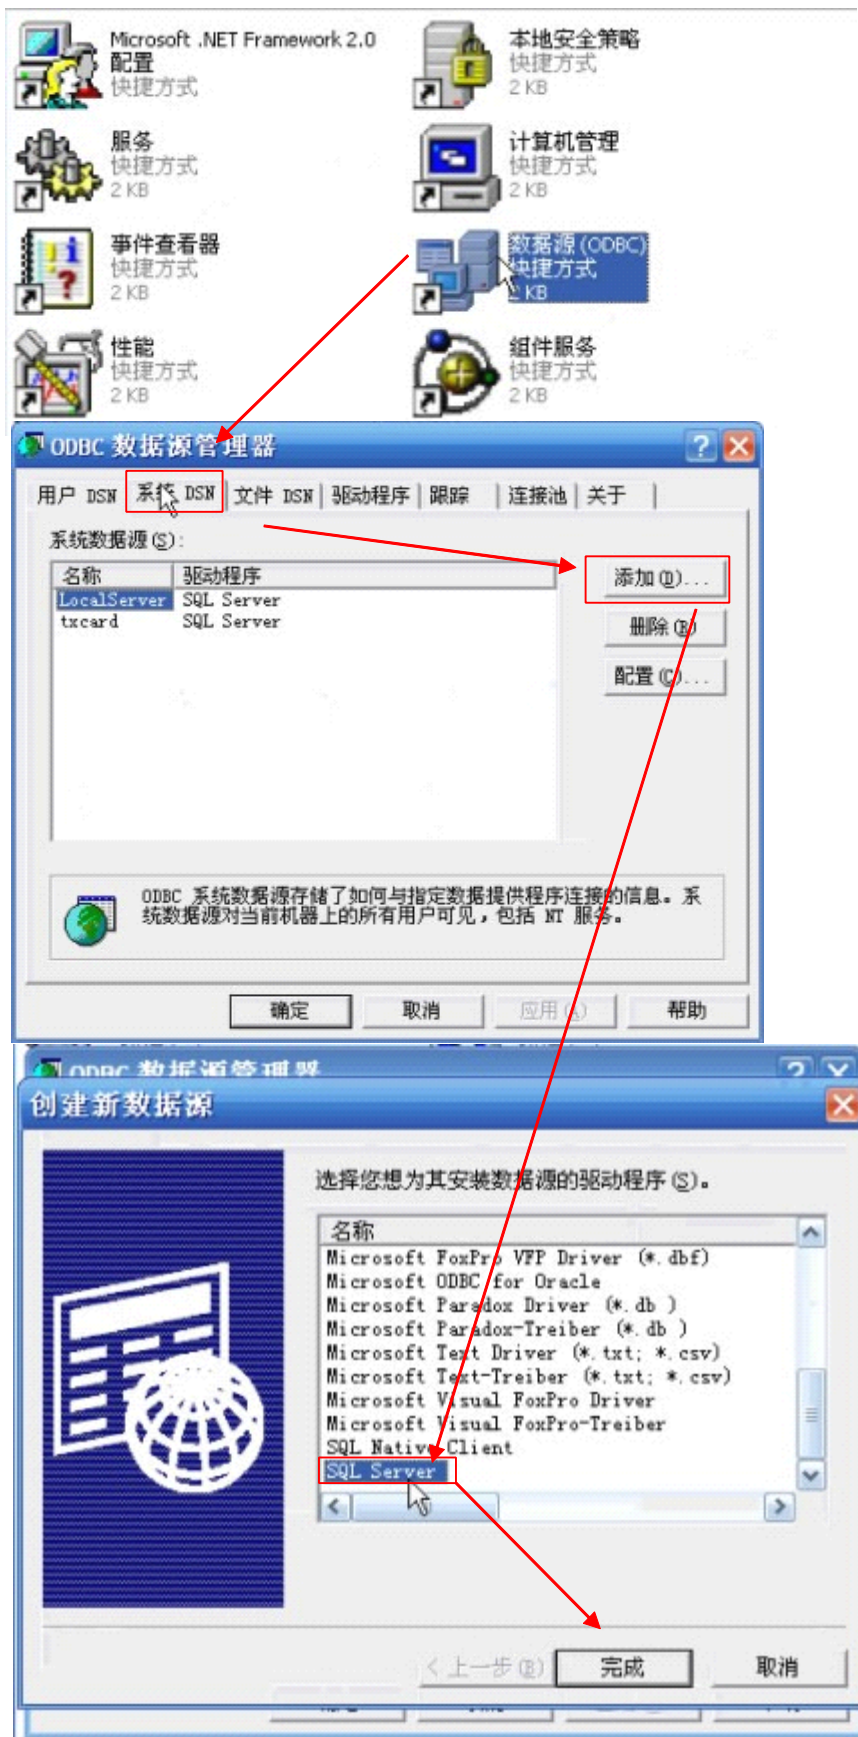 Microsoft .NET Framework 2.0
配置
快捷方式
本地安全策略
快捷方式
2 KB
服务
快捷方式
2 KB
计算机管理
快捷方式
2 KB
事件查看器
快捷方式
2 KB
数据源 (ODBC)
快捷方式
2 KB
性能
快捷方式
2 KB
组件服务
快捷方式
2 KB
ODBC 数据源管理器
用户 DSN 系统 DSN 文件 DSN 驱动程序 跟踪 连接池 关于
系统数据源(S):
名称 驱动程序
LocalServer SQL Server
txcard SQL Server
添加(D)...
删除(R)
配置(C)...
ODBC 系统数据源存储了如何与指定数据提供程序连接的信息。系
统数据源对当前机器上的所有用户可见，包括 NT 服务。
确定 取消 应用(A) 帮助
ODBC 数据源管理器
创建新数据源
选择您想为其安装数据源的驱动程序(S)。
名称
Microsoft FoxPro VFP Driver (*.dbf)
Microsoft ODBC for Oracle
Microsoft Paradox Driver (*.db )
Microsoft Paradox-Treiber (*.db )
Microsoft Text Driver (*.txt; *.csv)
Microsoft Text-Treiber (*.txt; *.csv)
Microsoft Visual FoxPro Driver
Microsoft Visual FoxPro-Treiber
SQL Native Client
SQL Server
< 上一步(B) 完成 取消